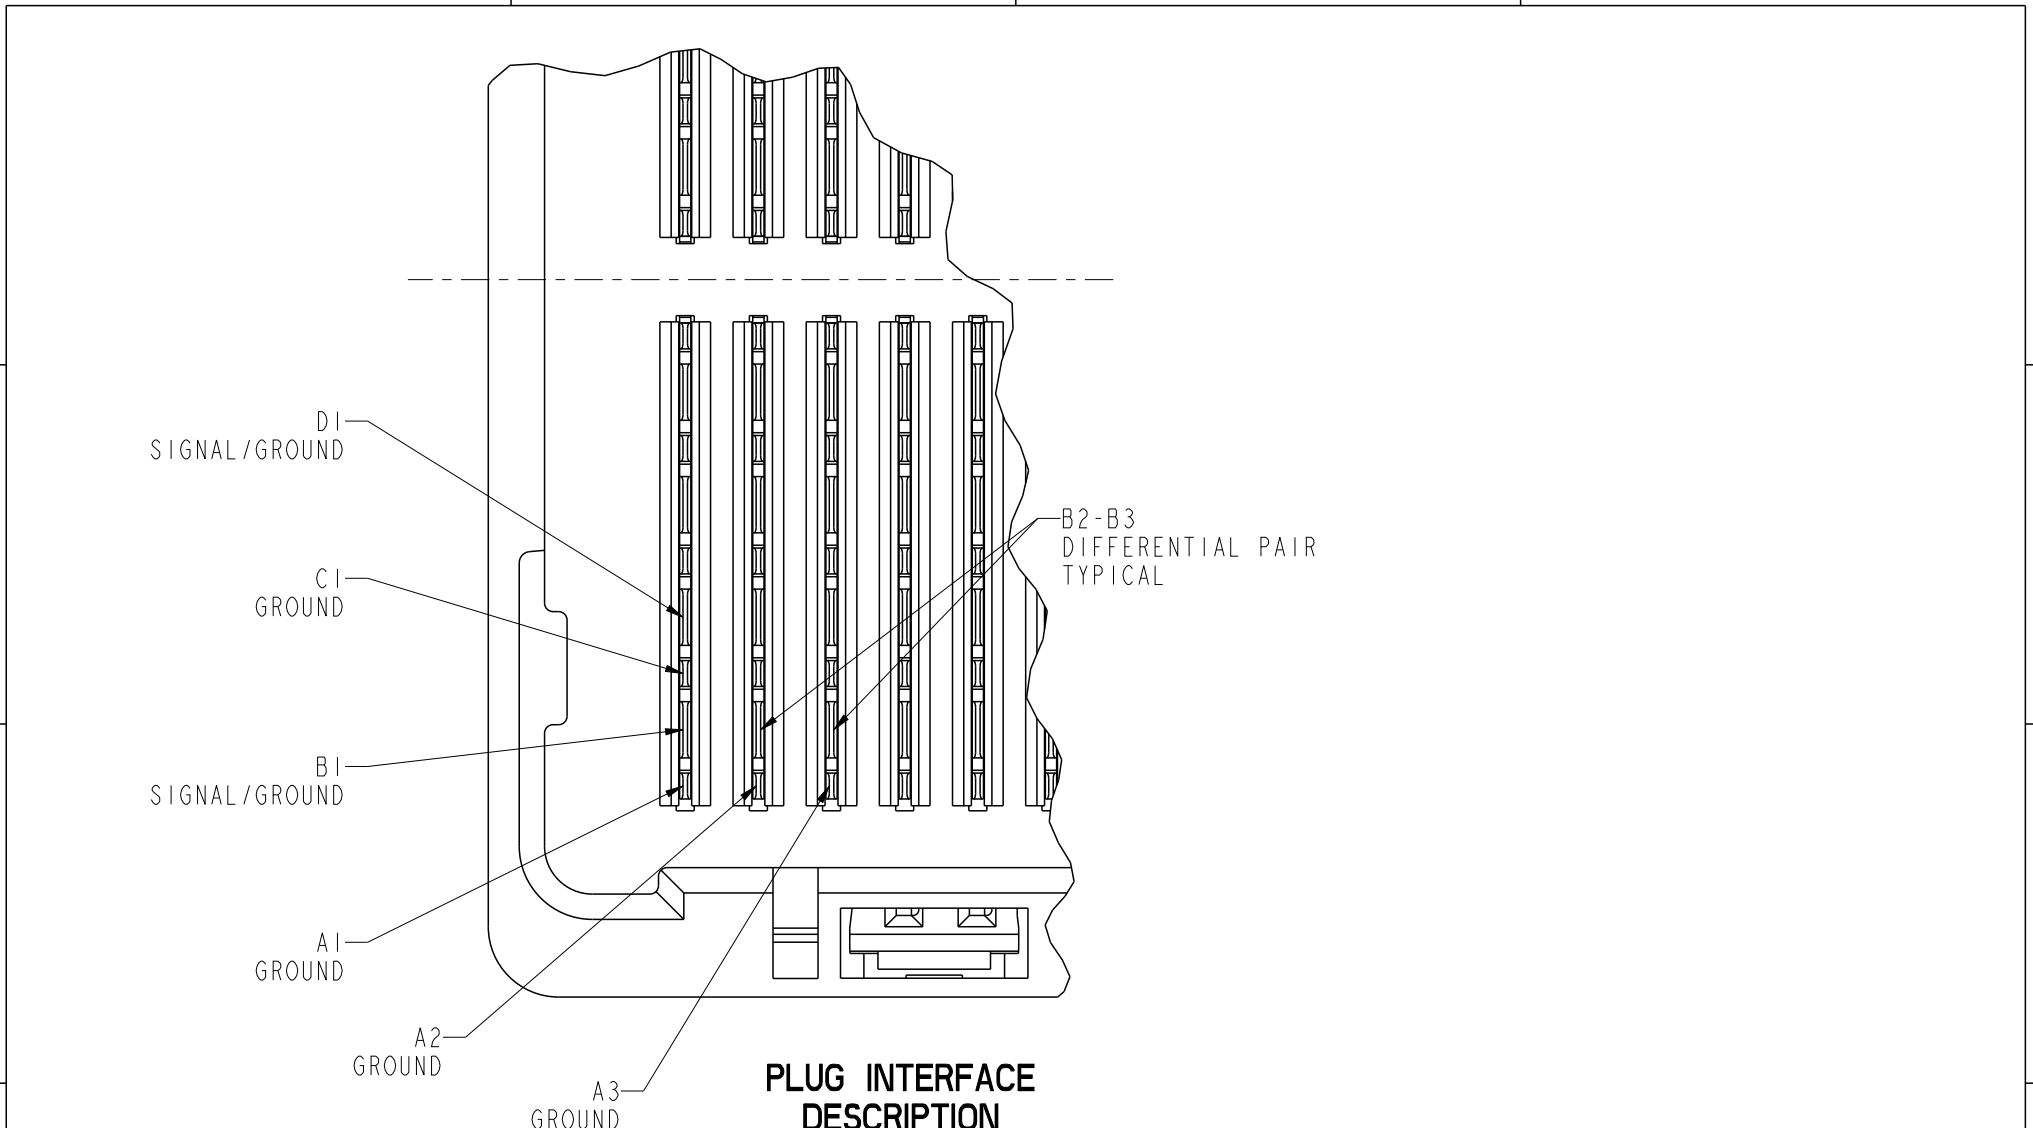 D1
SIGNAL/GROUND
B2-B3
DIFFERENTIAL PAIR
TYPICAL
C1
GROUND
B1
SIGNAL/GROUND
A1
GROUND
A2
GROUND
A3
GROUND
PLUG INTERFACE
DESCRIPTION